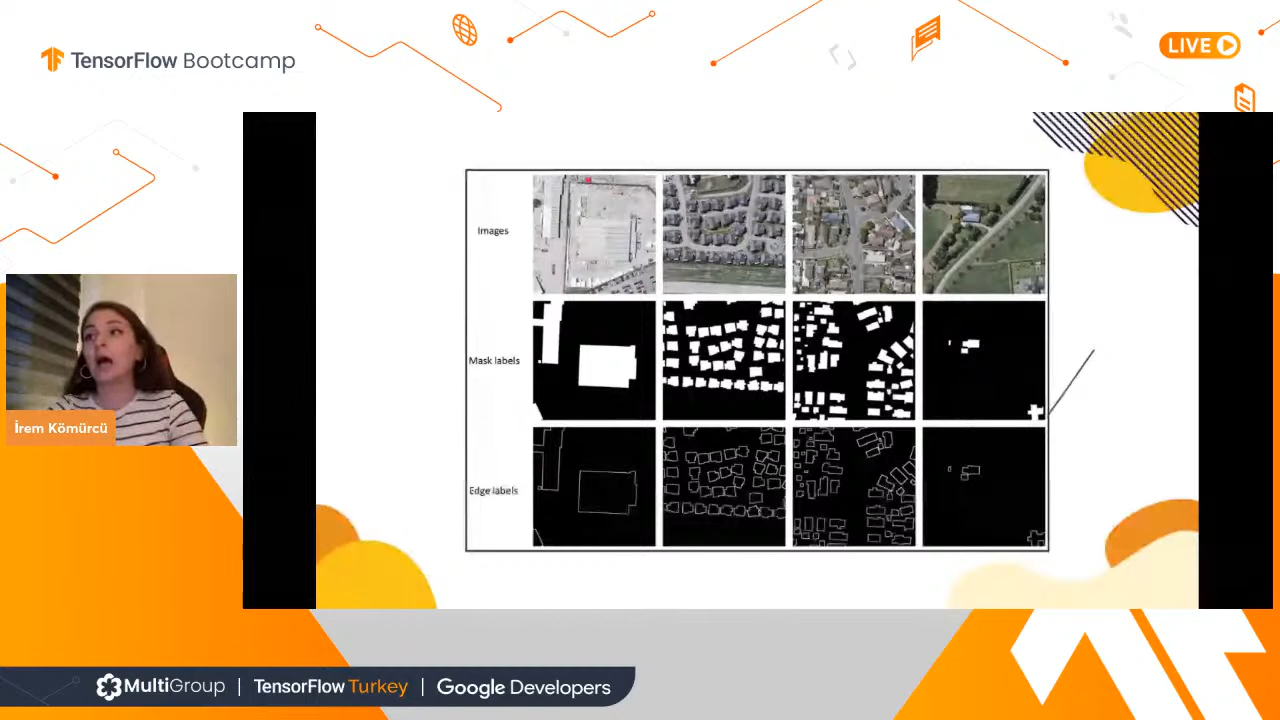 TensorFlow Bootcamp
LIVE
Images
Mask labels
Edge labels
İrem Kömürcü
MultiGroup | TensorFlow Turkey | Google Developers